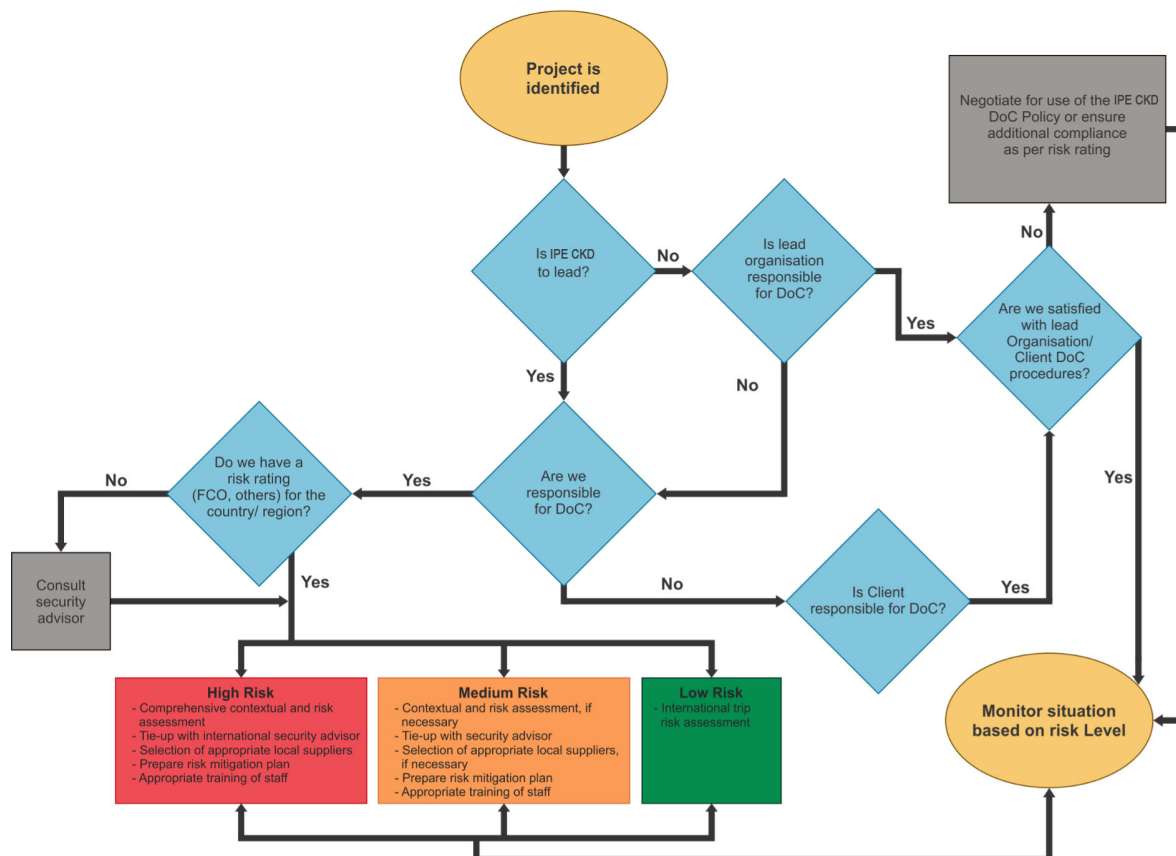 Project is
identified
Negotiate for use of the IPE CKD
DoC Policy or ensure
additional compliance
as per risk rating
Is IPE CKD
to lead?
No
Is lead
organisation
responsible
for DoC?
Yes
No
Are we satisfied
with lead
Organisation/
Client DoC
procedures?
Yes
No
Yes
Do we have a
risk rating
(FCO, others) for the
country/ region?
No
Yes
Are we
responsible
for DoC?
Yes
No
Is Client
responsible for DoC?
Yes
Consult
security
advisor
High Risk
- Comprehensive contextual and risk
assessment
- Tie-up with international security advisor
- Selection of appropriate local suppliers
- Prepare risk mitigation plan
- Appropriate training of staff
Medium Risk
- Contextual and risk assessment, if
necessary
- Tie-up with security advisor
- Selection of appropriate local suppliers,
if necessary
- Prepare risk mitigation plan
- Appropriate training of staff
Low Risk
- International trip
risk assessment
Monitor situation
based on risk Level